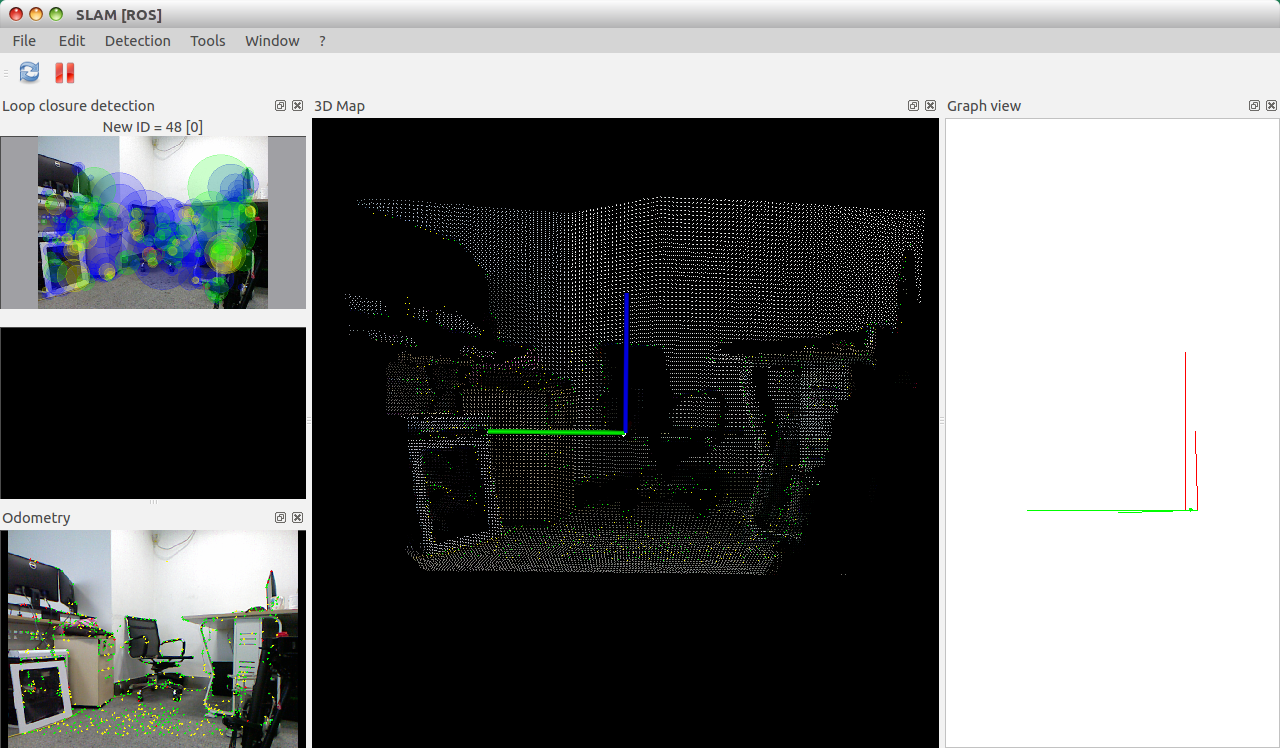 SLAM [ROS]
File Edit Detection Tools Window ?
Loop closure detection
New ID = 48 [0]
3D Map
Graph view
Odometry